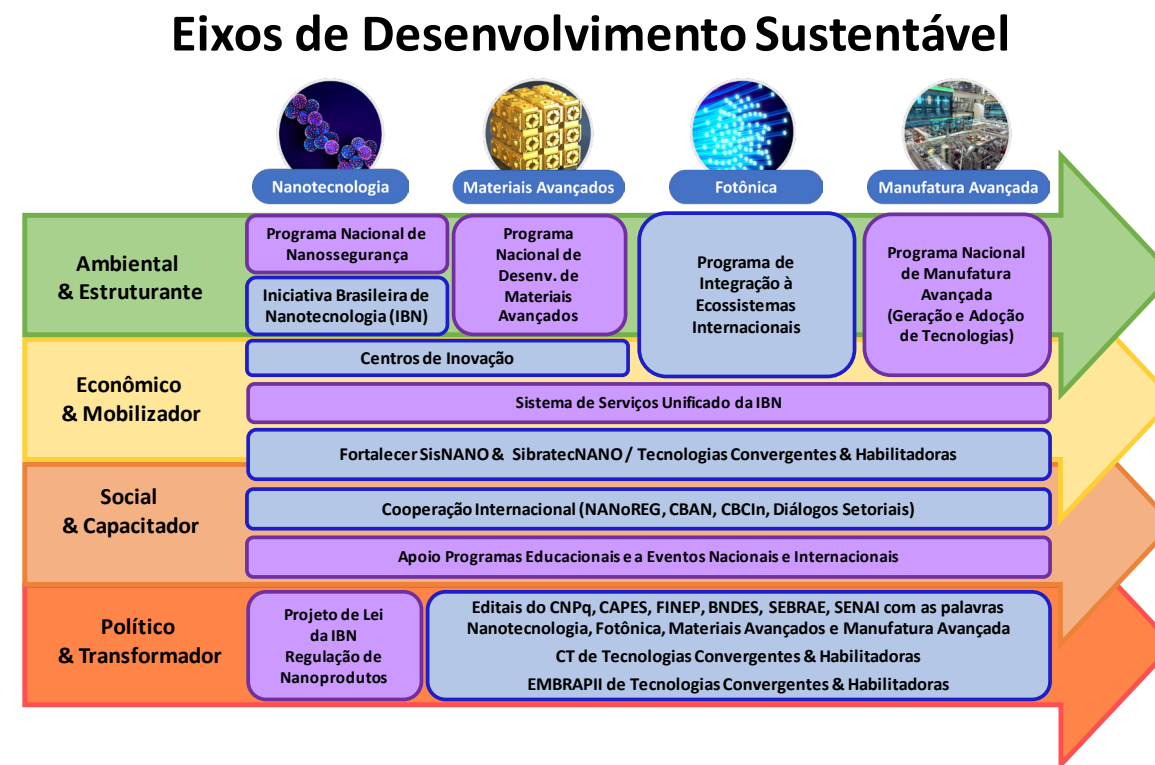 Eixos de Desenvolvimento Sustentável
Nanotecnologia
Materiais Avançados
Fotônica
Manufatura Avançada
Ambiental
& Estruturante
Programa Nacional de
Nanossegurança
Iniciativa Brasileira de
Nanotecnologia (IBN)
Programa
Nacional de
Desenv. de
Materiais
Avançados
Programa de
Integração à
Ecossistemas
Internacionais
Programa Nacional
de Manufatura
Avançada
(Geração e Adoção
de Tecnologias)
Econômico
& Mobilizador
Centros de Inovação
Sistema de Serviços Unificado da IBN
Fortalecer SisNANO & SibratecNANO / Tecnologias Convergentes & Habilitadoras
Social
& Capacitador
Cooperação Internacional (NANoREG, CBAN, CBCIn, Diálogos Setoriais)
Apoio Programas Educacionais e a Eventos Nacionais e Internacionais
Político
& Transformador
Projeto de Lei
da IBN
Regulação de
Nanoprodutos
Editais do CNPq, CAPES, FINEP, BNDES, SEBRAE, SENAI com as palavras
Nanotecnologia, Fotônica, Materiais Avançados e Manufatura Avançada
CT de Tecnologias Convergentes & Habilitadoras
EMBRAPII de Tecnologias Convergentes & Habilitadoras